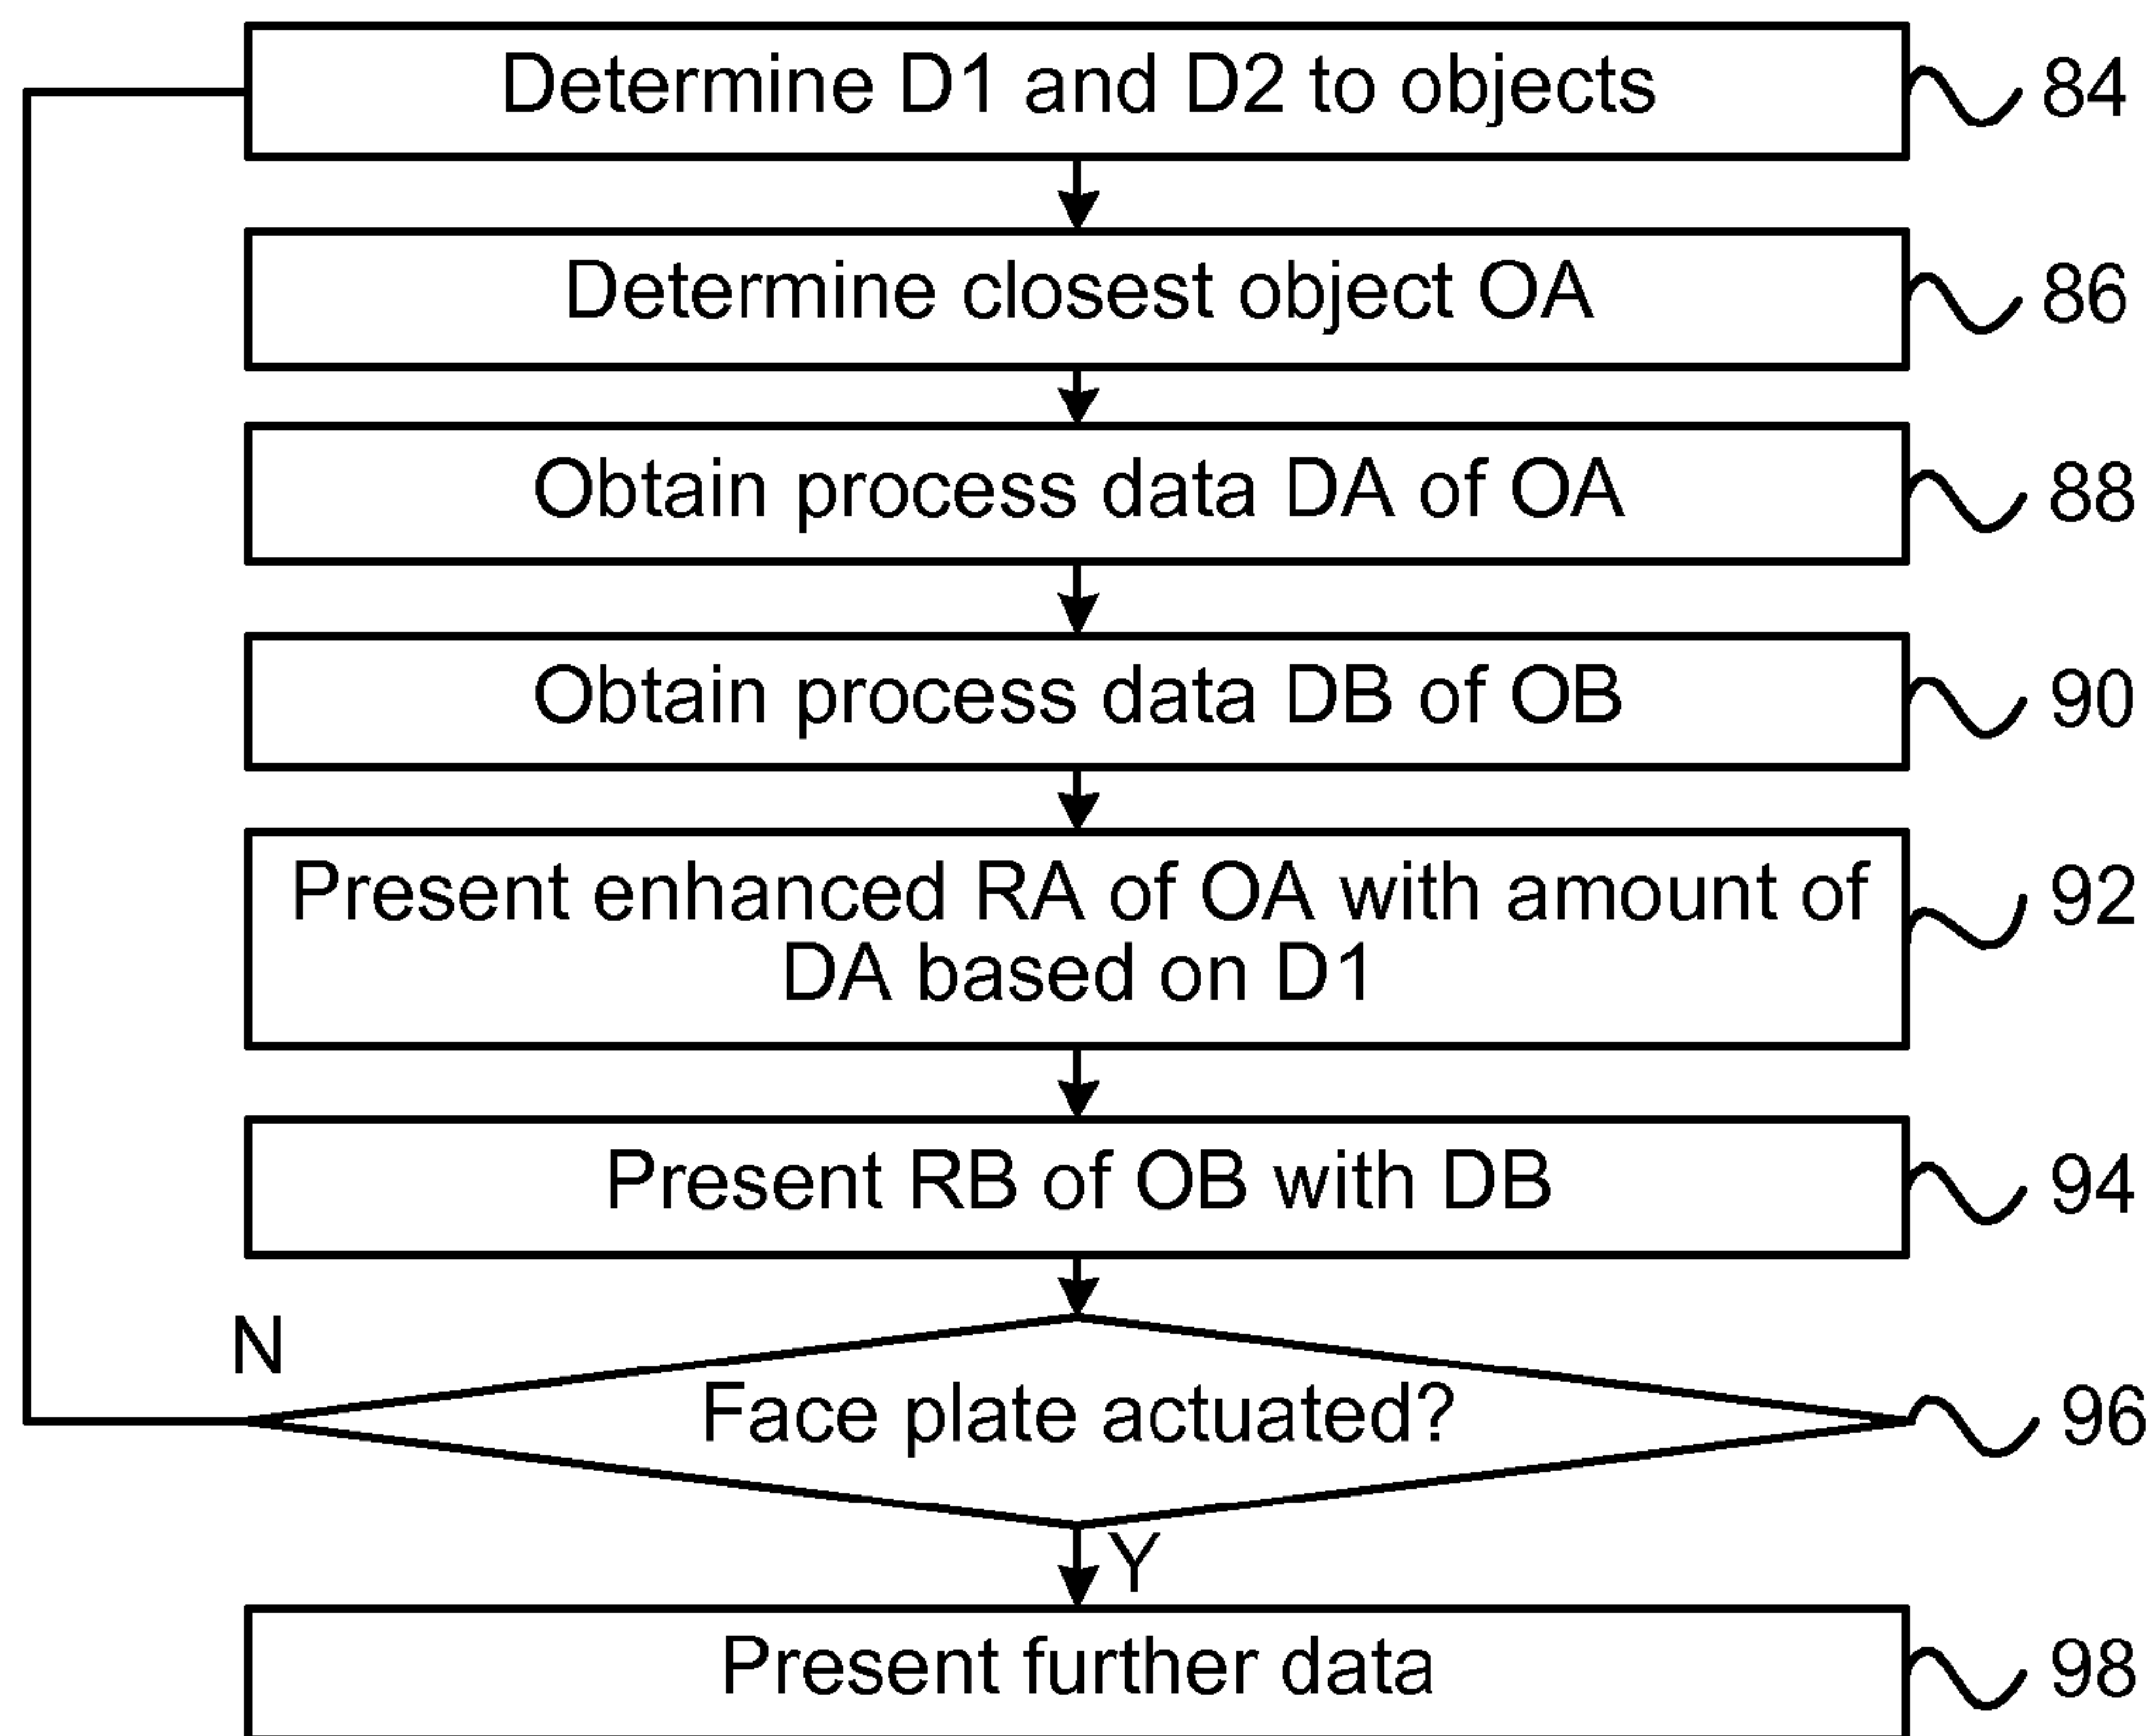 Determine D1 and D2 to objects
84
Determine closest object OA
86
Obtain process data DA of OA
88
Obtain process data DB of OB
90
Present enhanced RA of OA with amount of
DA based on D1
92
Present RB of OB with DB
94
N
Face plate actuated?
96
Y
Present further data
98